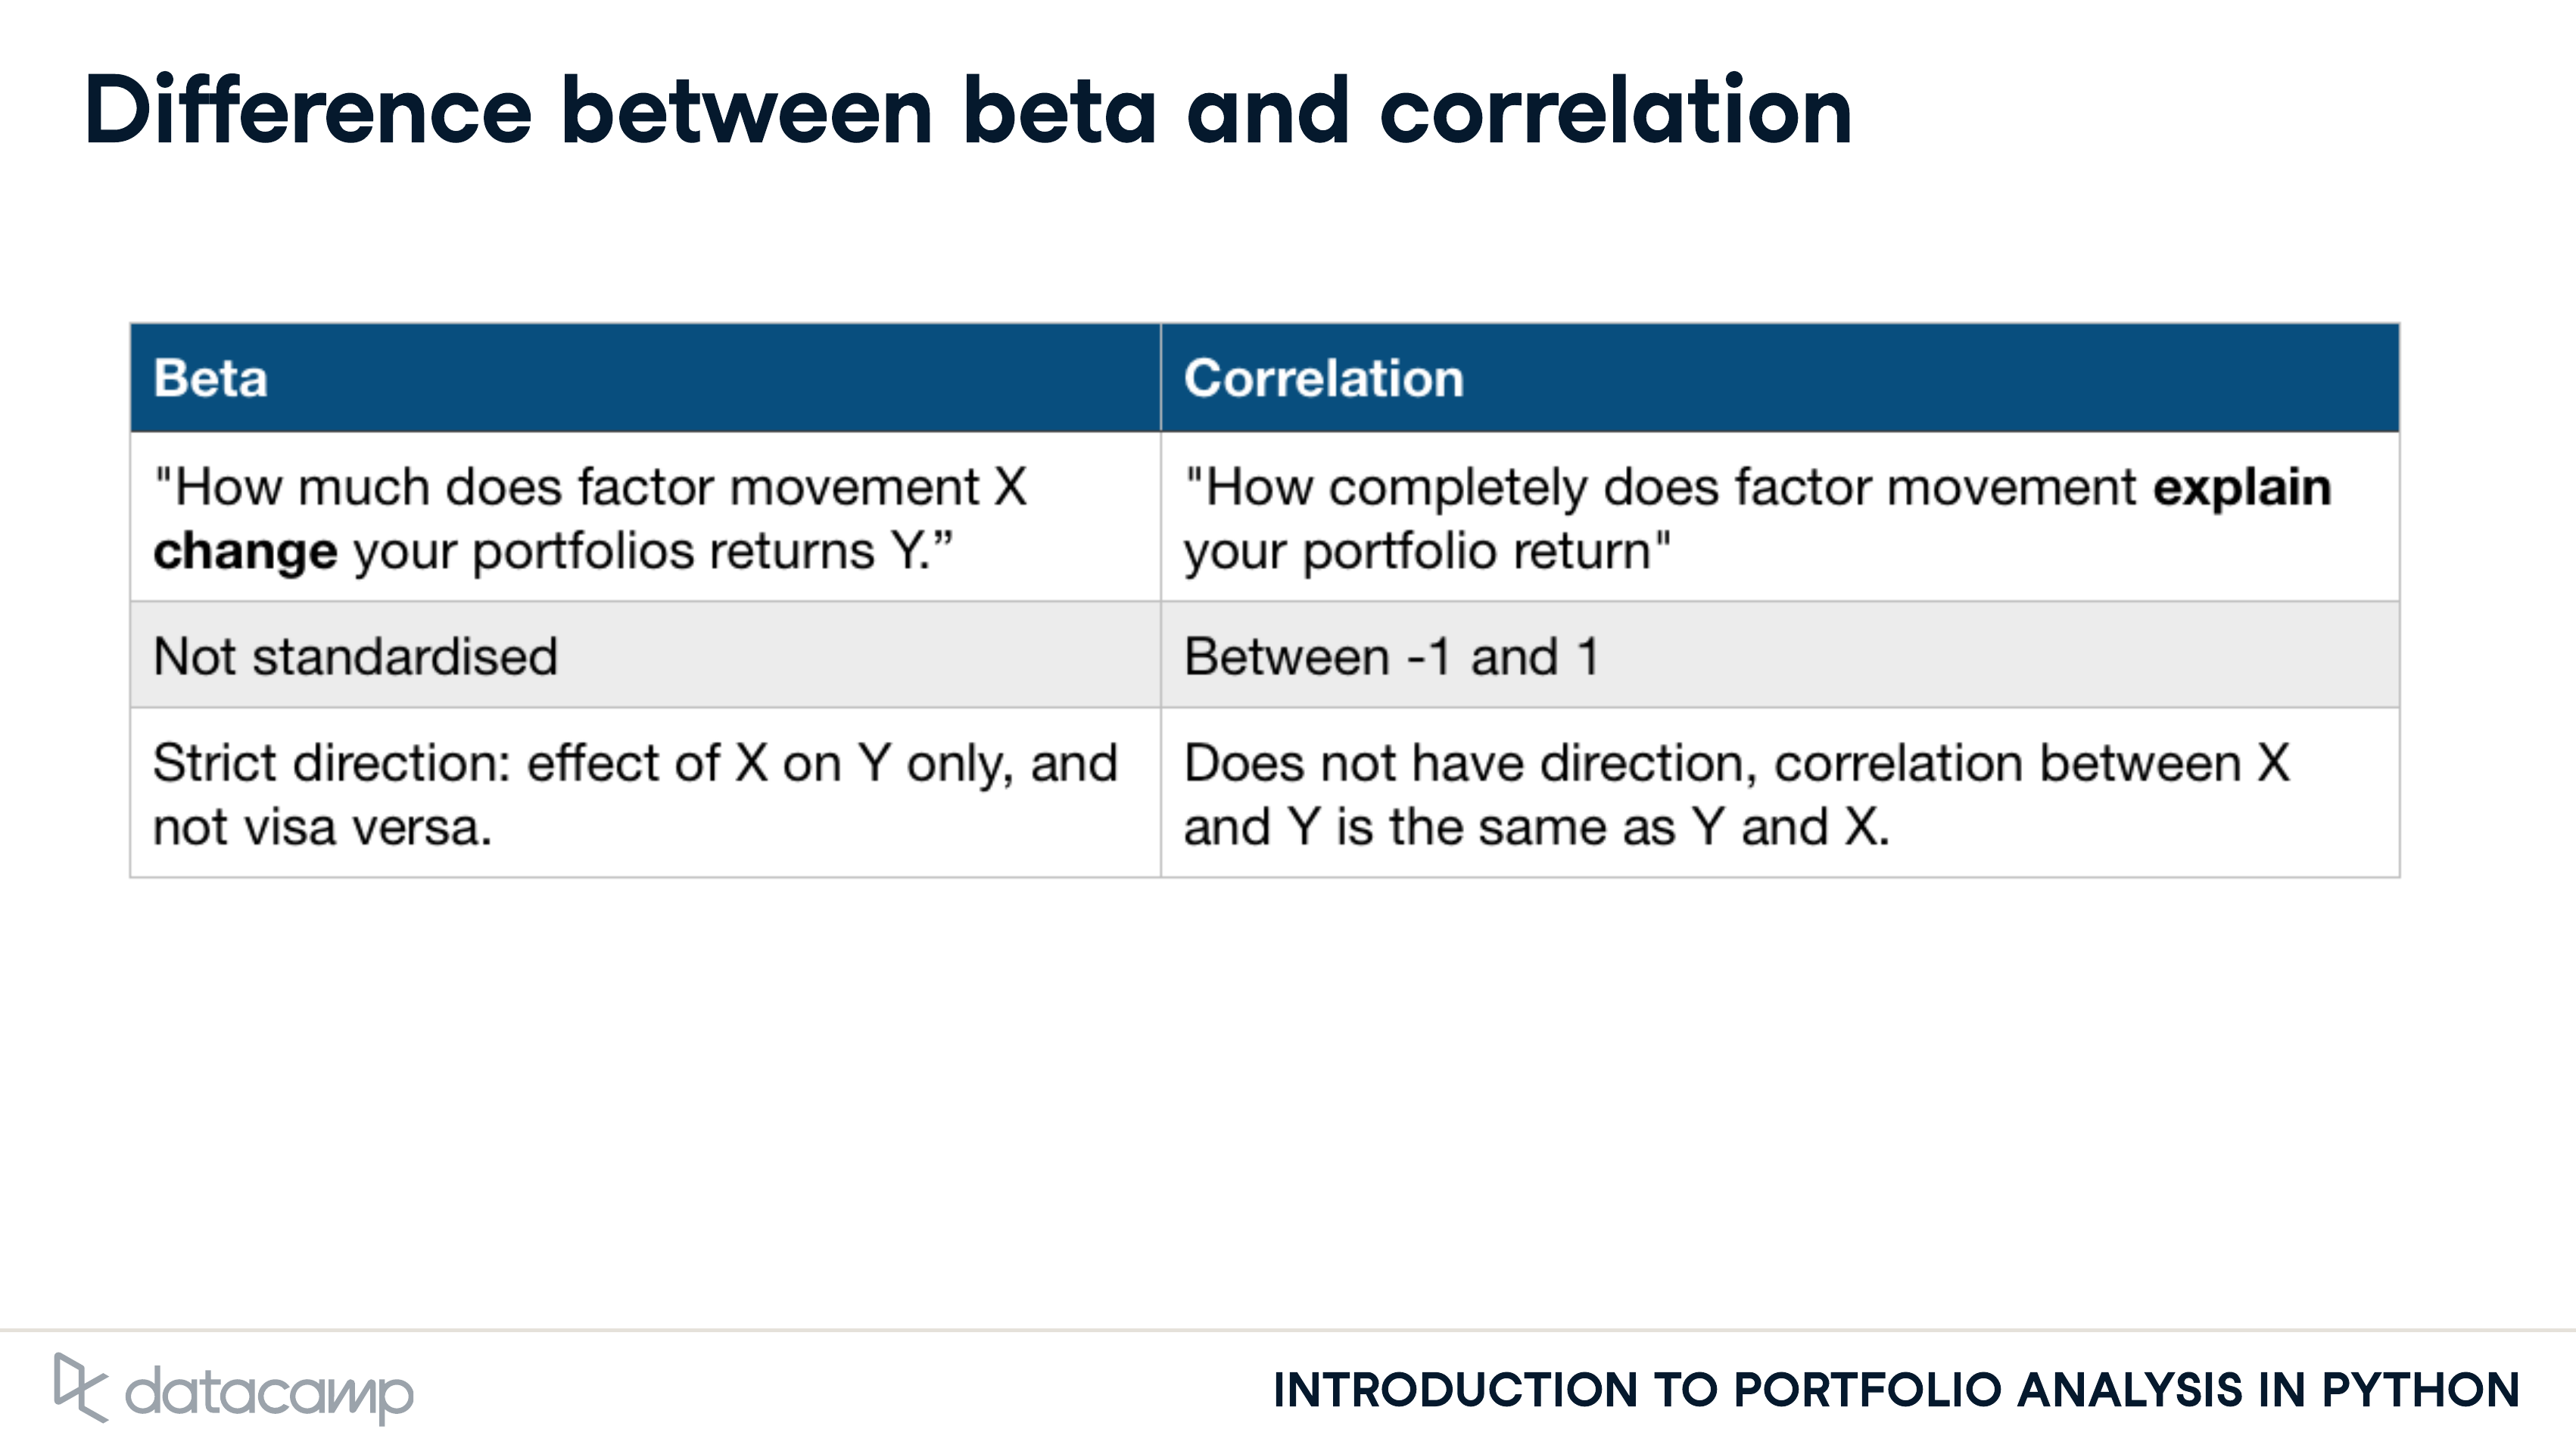 Difference between beta and correlation
Beta
Correlation
"How much does factor movement X
change your portfolios returns Y.”
"How completely does factor movement explain
your portfolio return"
Not standardised
Between -1 and 1
Strict direction: effect of X on Y only, and
not visa versa.
Does not have direction, correlation between X
and Y is the same as Y and X.
datacamp
INTRODUCTION TO PORTFOLIO ANALYSIS IN PYTHON